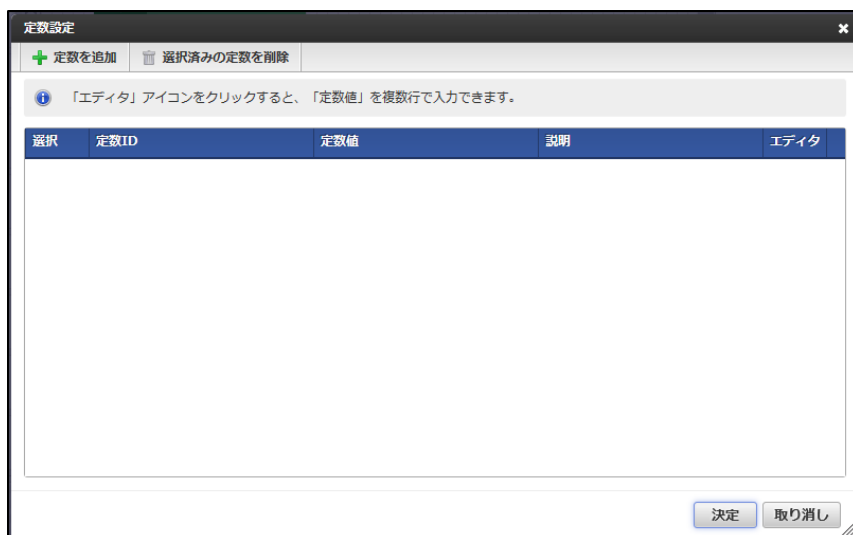 定数設定
定数を追加 選択済みの定数を削除
「エディタ」アイコンをクリックすると、「定数値」を複数行で入力できます。
選択 定数ID 定数値 説明 エディタ
決定 取り消し